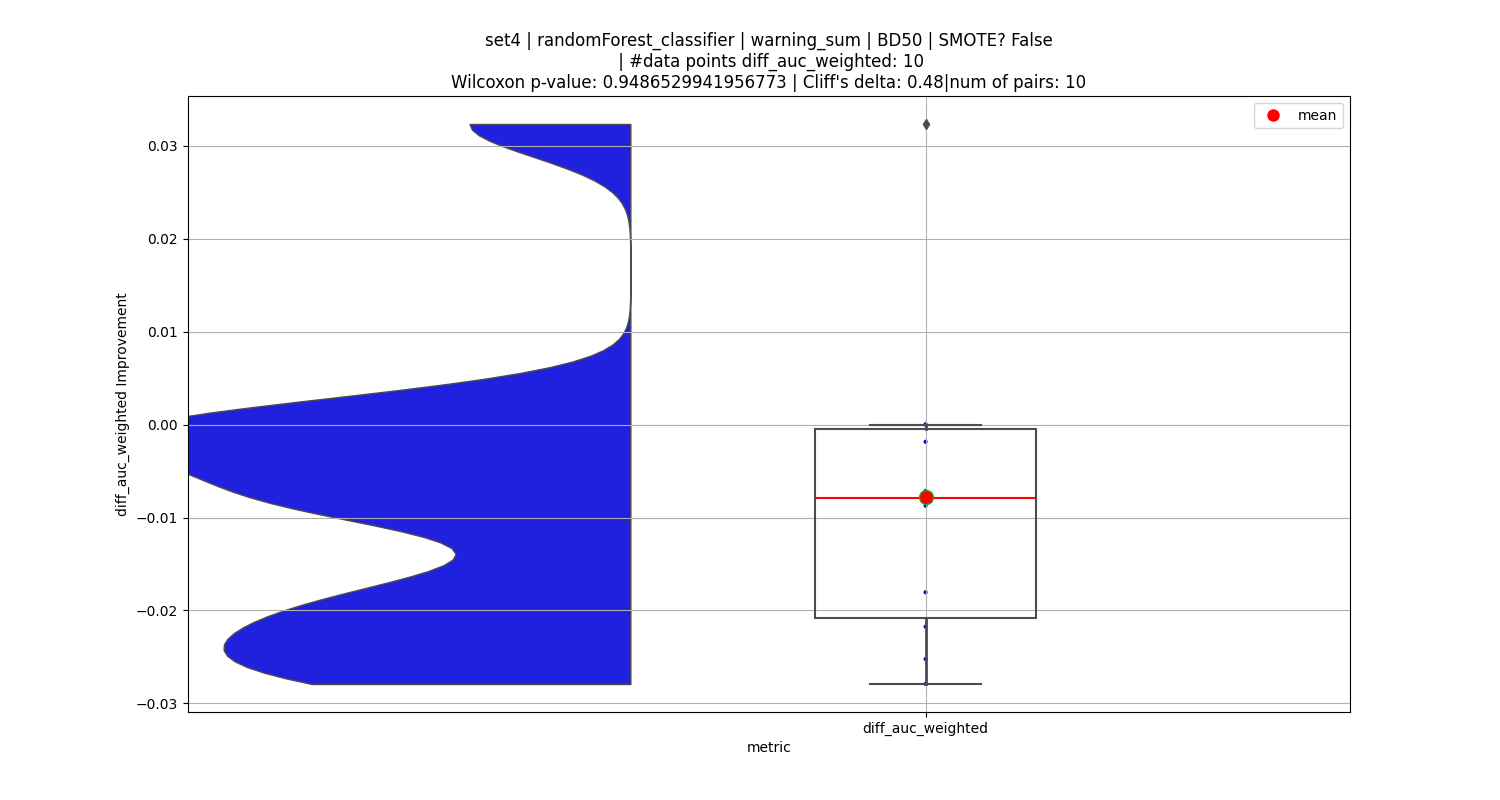 set4 | randomForest_classifier | warning_sum | BD50 | SMOTE? False
| #data points diff_auc_weighted: 10
Wilcoxon p-value: 0.9486529941956773 | Cliff's delta: 0.48|num of pairs: 10
mean
0.03
0.02
0.01
0.00
−0.01
−0.02
−0.03
diff_auc_weighted Improvement
diff_auc_weighted
metric